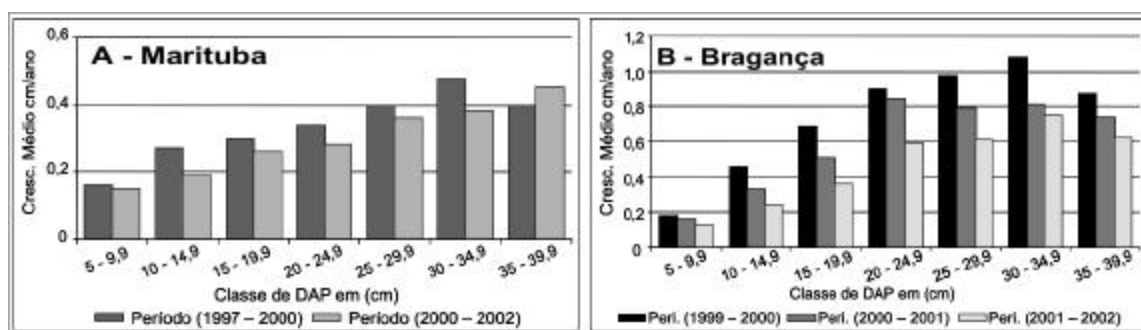 A - Marituba
Cresc. Médio cm/ano
0,6
0,4
0,2
0
5 - 9,9
10 - 14,9
15 - 19,9
20 - 24,9
25 - 29,9
30 - 34,9
35 - 39,9
Classe de DAP em (cm)
Período (1997 – 2000) Período (2000 – 2002)
B - Bragança
Cresc. Médio cm/ano
1,2
1,0
0,8
0,6
0,4
0,2
0
5 - 9,9
10 - 14,9
15 - 19,9
20 - 24,9
25 - 29,9
30 - 34,9
35 - 39,9
Classe de DAP em (cm)
Peri. (1999 – 2000) Peri. (2000 – 2001) Peri. (2001 – 2002)